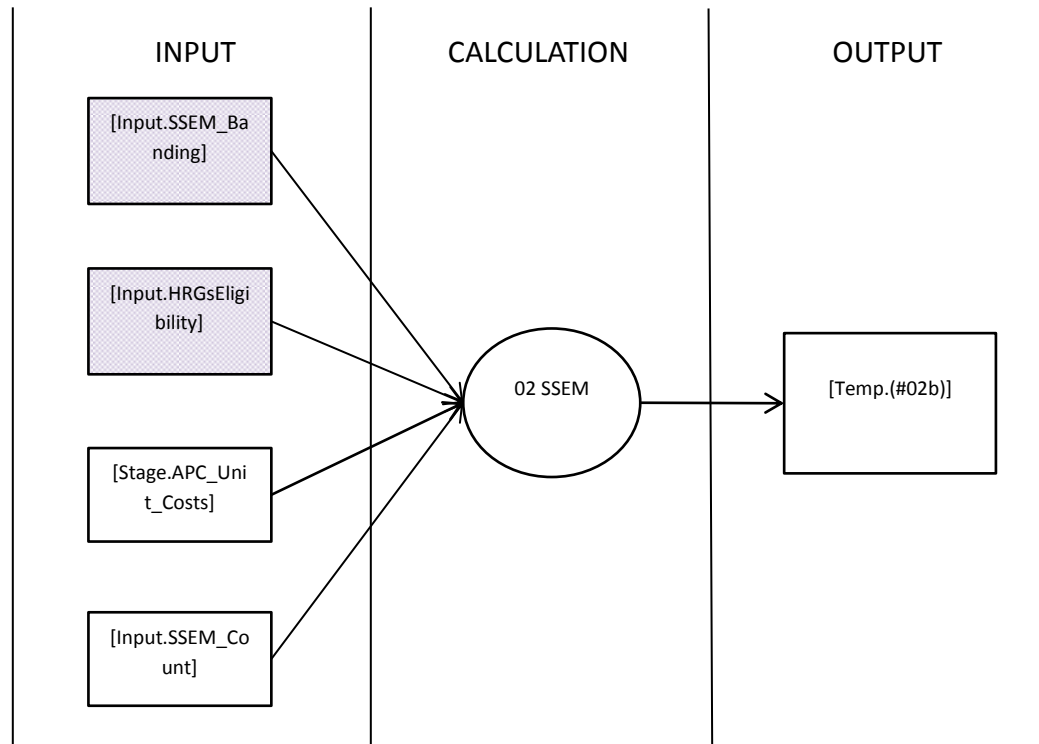 INPUT
CALCULATION
OUTPUT
[Input.SSEM_Ba
nding]
[Input.HRGsEligi
bility]
[Stage.APC_Uni
t_Costs]
[Input.SSEM_Co
unt]
02 SSEM
[Temp.(#02b)]